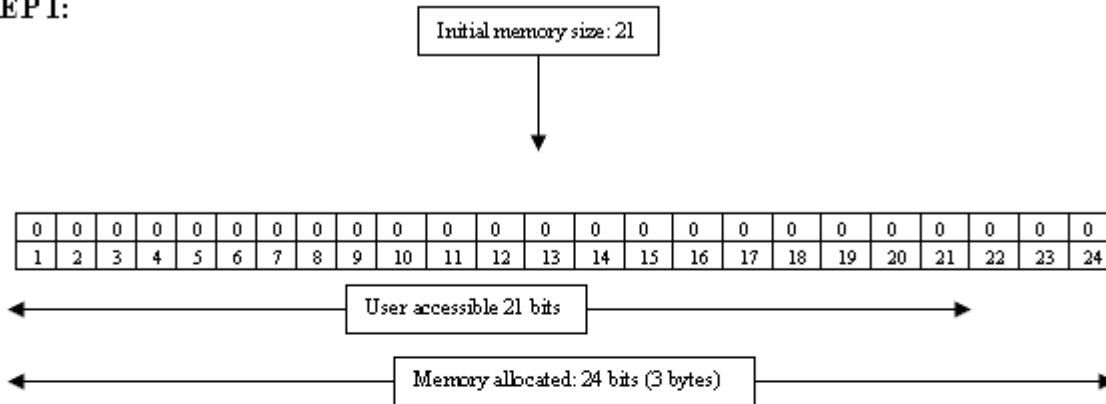 EP I:
Initial memory size: 21
0 0 0 0 0 0 0 0 0 0 0 0 0 0 0 0 0 0 0 0 0 0 0 0
1 2 3 4 5 6 7 8 9 10 11 12 13 14 15 16 17 18 19 20 21 22 23 24
User accessible 21 bits
Memory allocated: 24 bits (3 bytes)